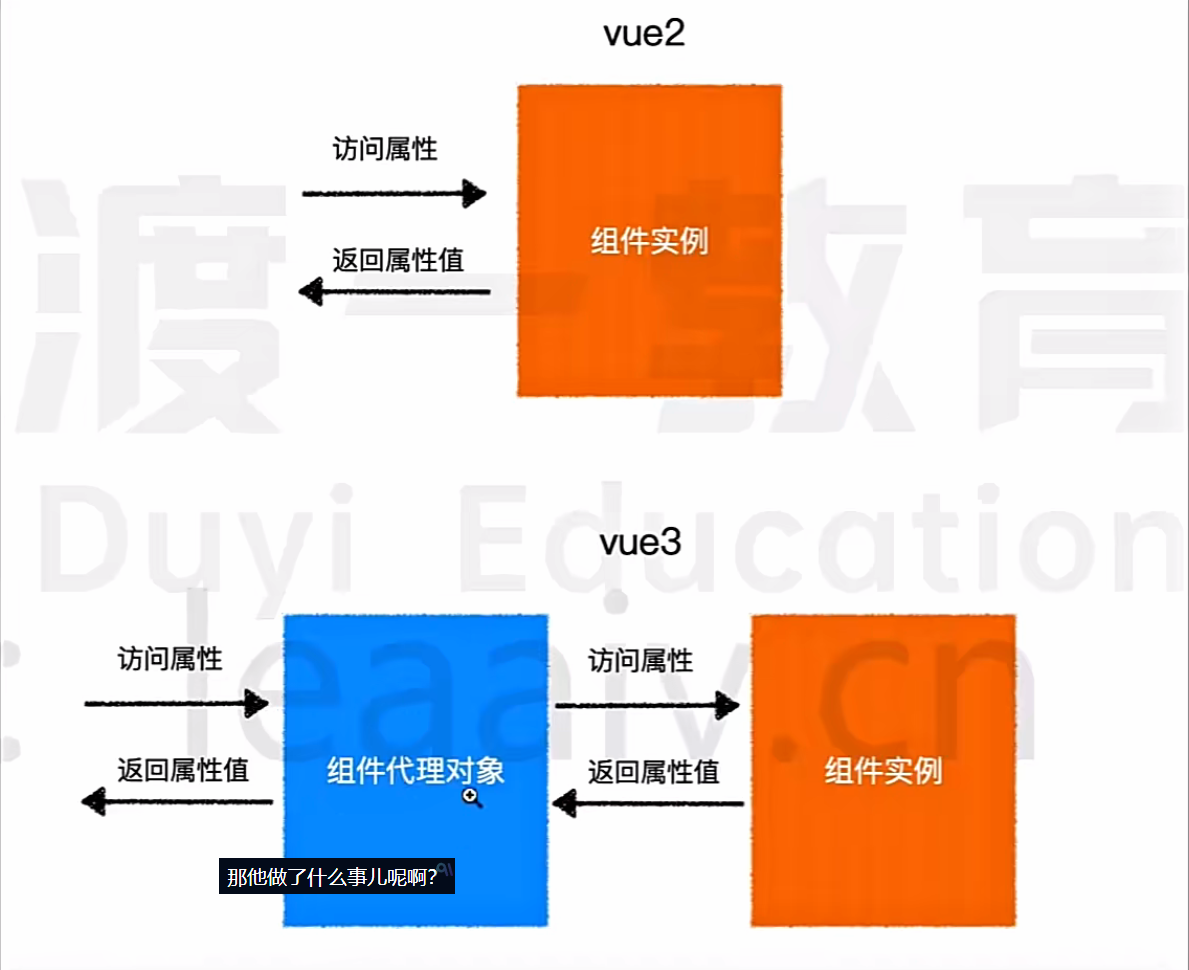 vue2
访问属性
组件实例
返回属性值
渡一教育
Duyi Education
vue3
: leaaiv.cn
访问属性
访问属性
返回属性值
组件代理对象
返回属性值
组件实例
那他做了什么事儿呢啊?